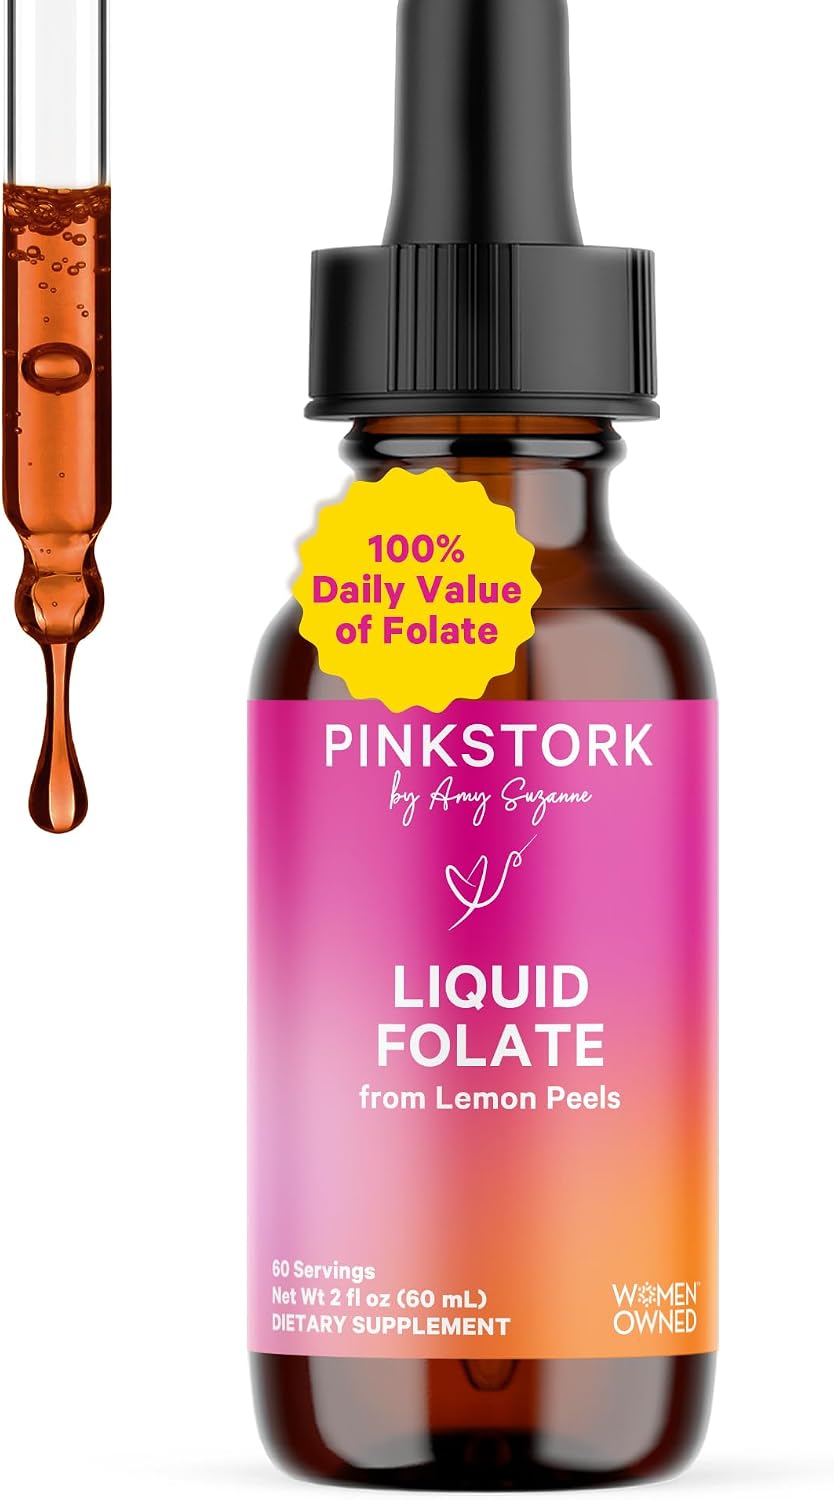 100%
Daily Value
of Folate
PINKSTORK
by Amy Suzanne
LIQUID
FOLATE
from Lemon Peels
60 Servings
Net Wt 2 fl oz (60 mL)
DIETARY SUPPLEMENT
WOMEN
OWNED